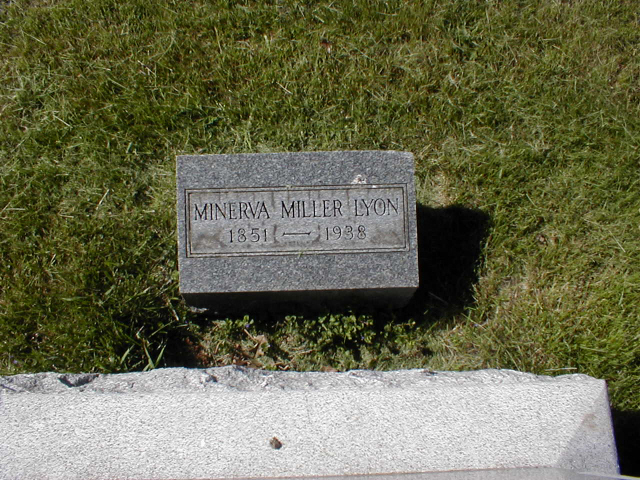 MINERVA MILLER LYON
1851 — 1938